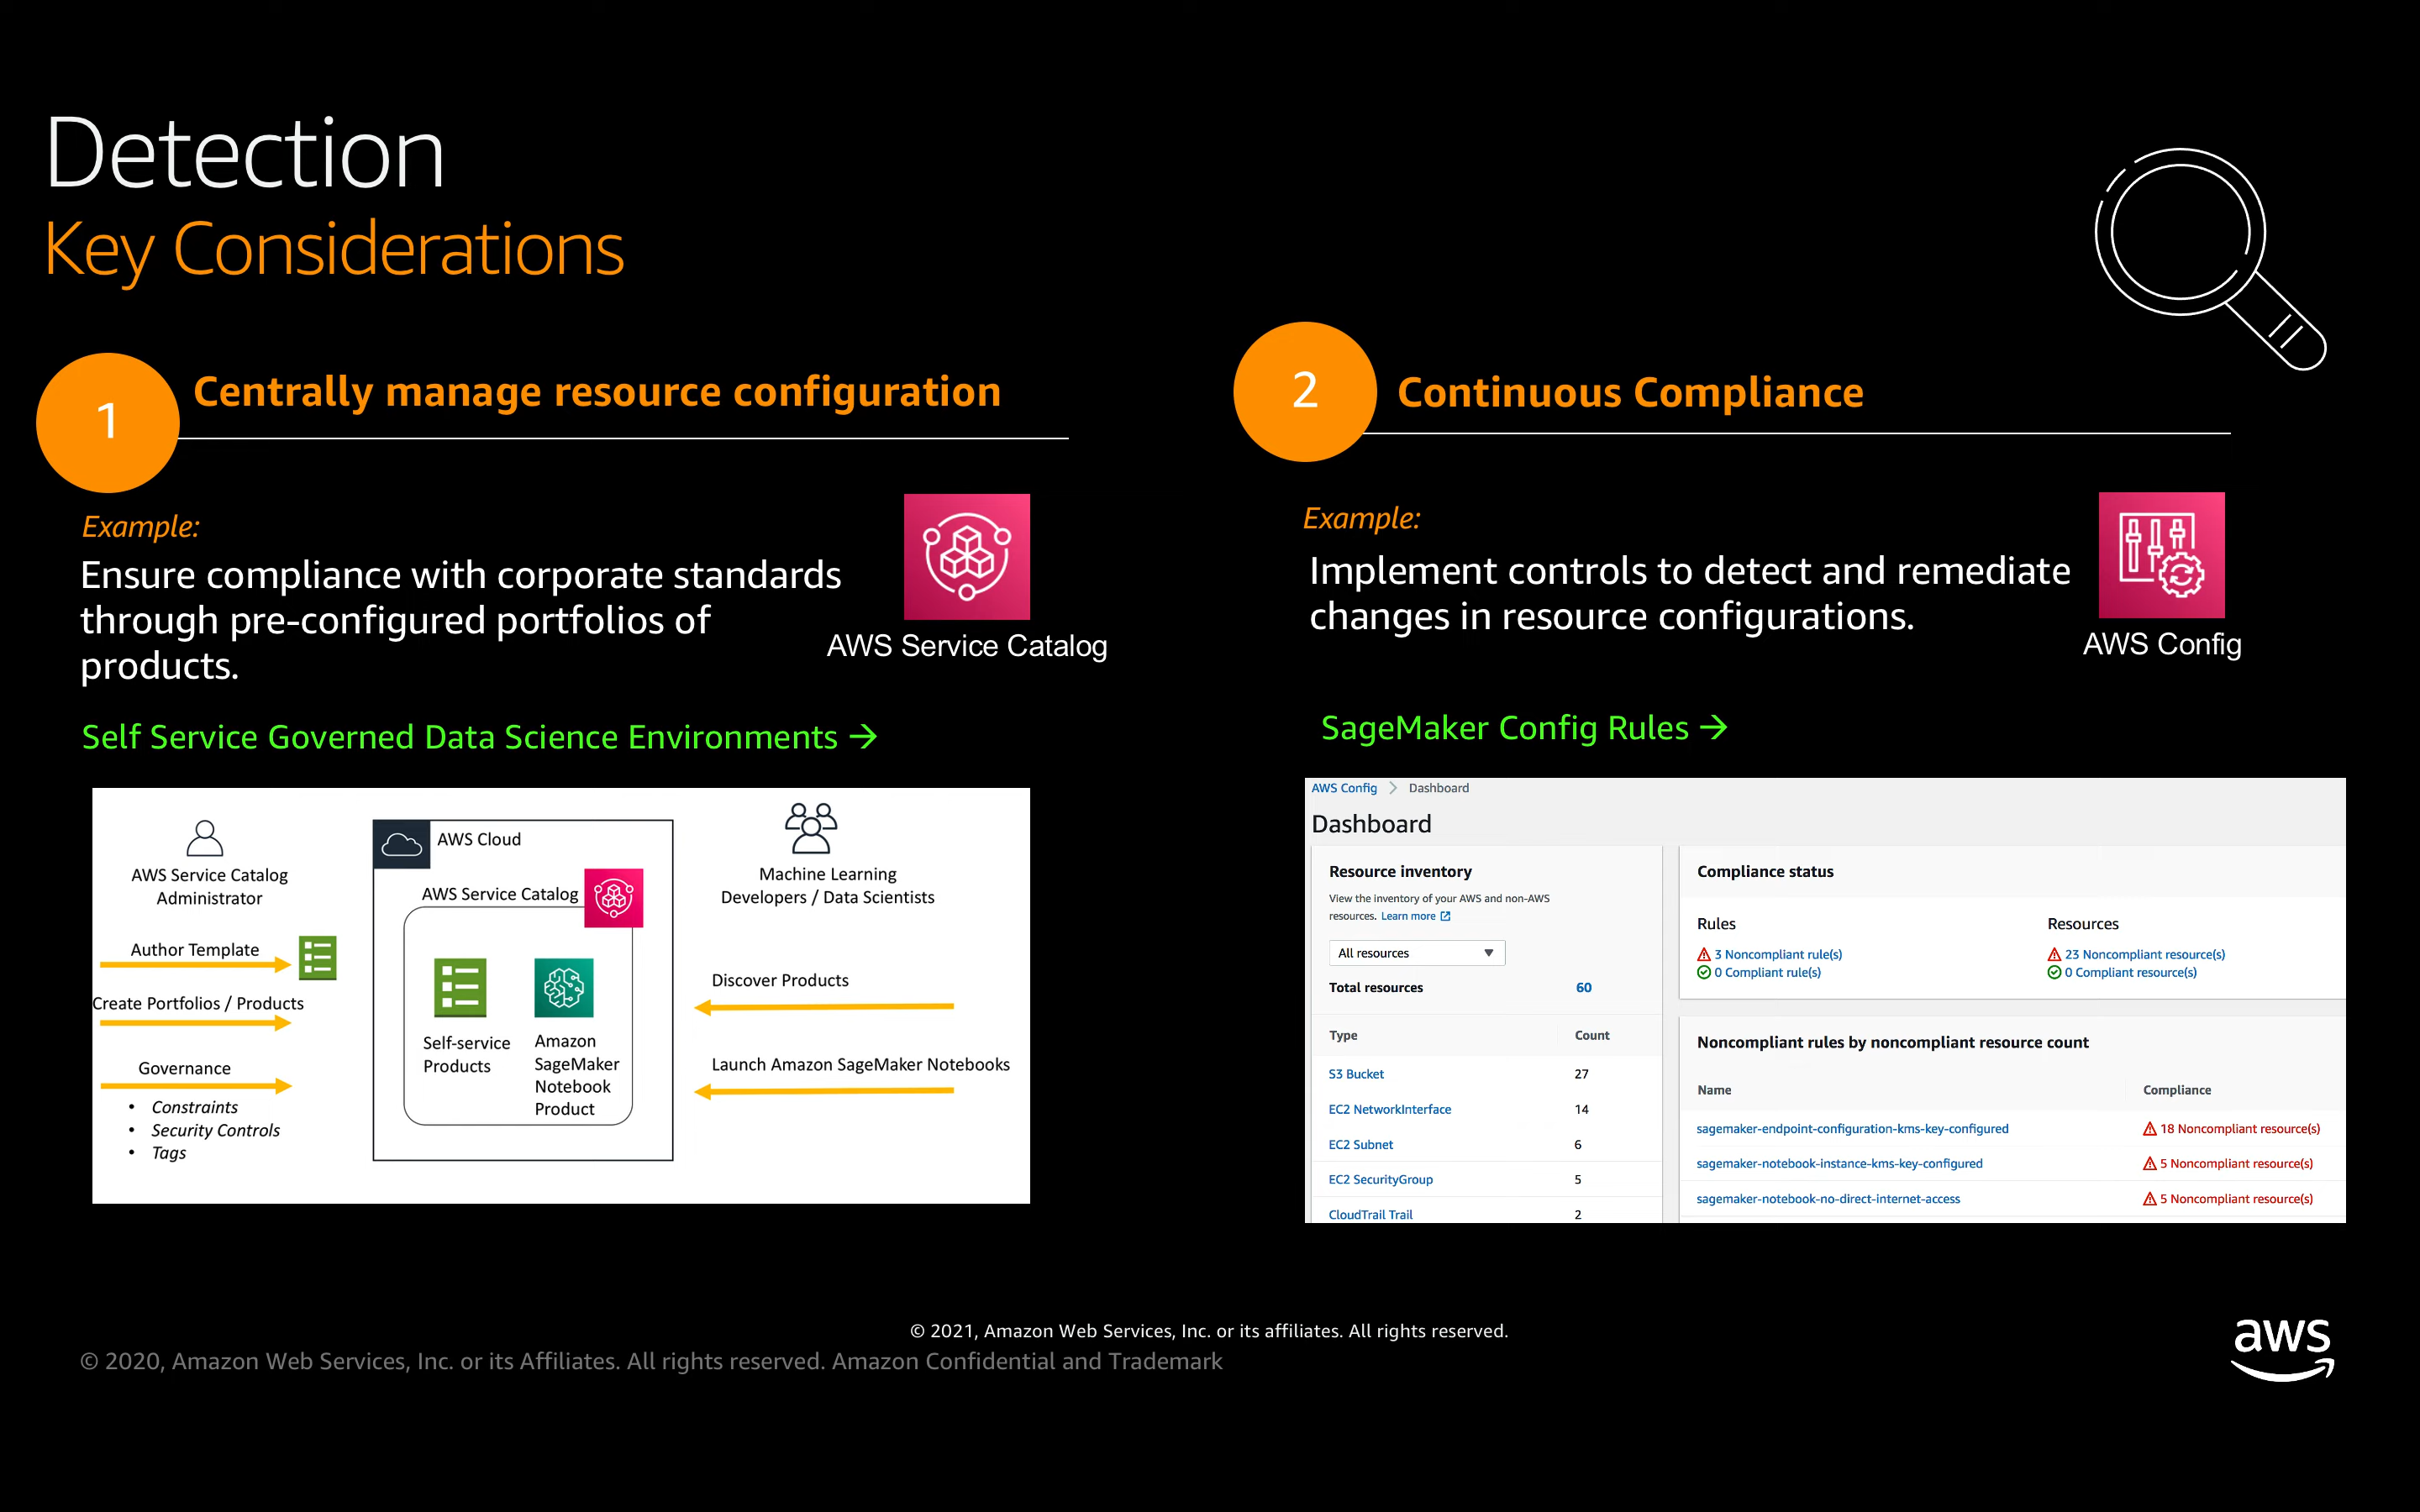 Detection
Key Considerations
1
Centrally manage resource configuration
Example:
Ensure compliance with corporate standards
through pre-configured portfolios of
products.
AWS Service Catalog
Self Service Governed Data Science Environments →
AWS Service Catalog
Administrator
Author Template
Create Portfolios / Products
Governance
• Constraints
• Security Controls
• Tags
AWS Cloud
AWS Service Catalog
Self-service
Products
Amazon
SageMaker
Notebook
Product
Machine Learning
Developers / Data Scientists
Discover Products
Launch Amazon SageMaker Notebooks
2
Continuous Compliance
Example:
Implement controls to detect and remediate
changes in resource configurations.
AWS Config
SageMaker Config Rules →
AWS Config > Dashboard
Dashboard
Resource inventory
View the inventory of your AWS and non-AWS
resources. Learn more
All resources
Total resources 60
Type Count
S3 Bucket 27
EC2 NetworkInterface 14
EC2 Subnet 6
EC2 SecurityGroup 5
CloudTrail Trail 2
Compliance status
Rules
3 Noncompliant rule(s)
0 Compliant rule(s)
Resources
23 Noncompliant resource(s)
0 Compliant resource(s)
Noncompliant rules by noncompliant resource count
Name Compliance
sagemaker-endpoint-configuration-kms-key-configured 18 Noncompliant resource(s)
sagemaker-notebook-instance-kms-key-configured 5 Noncompliant resource(s)
sagemaker-notebook-no-direct-internet-access 5 Noncompliant resource(s)
© 2021, Amazon Web Services, Inc. or its affiliates. All rights reserved.
© 2020, Amazon Web Services, Inc. or its Affiliates. All rights reserved. Amazon Confidential and Trademark
aws